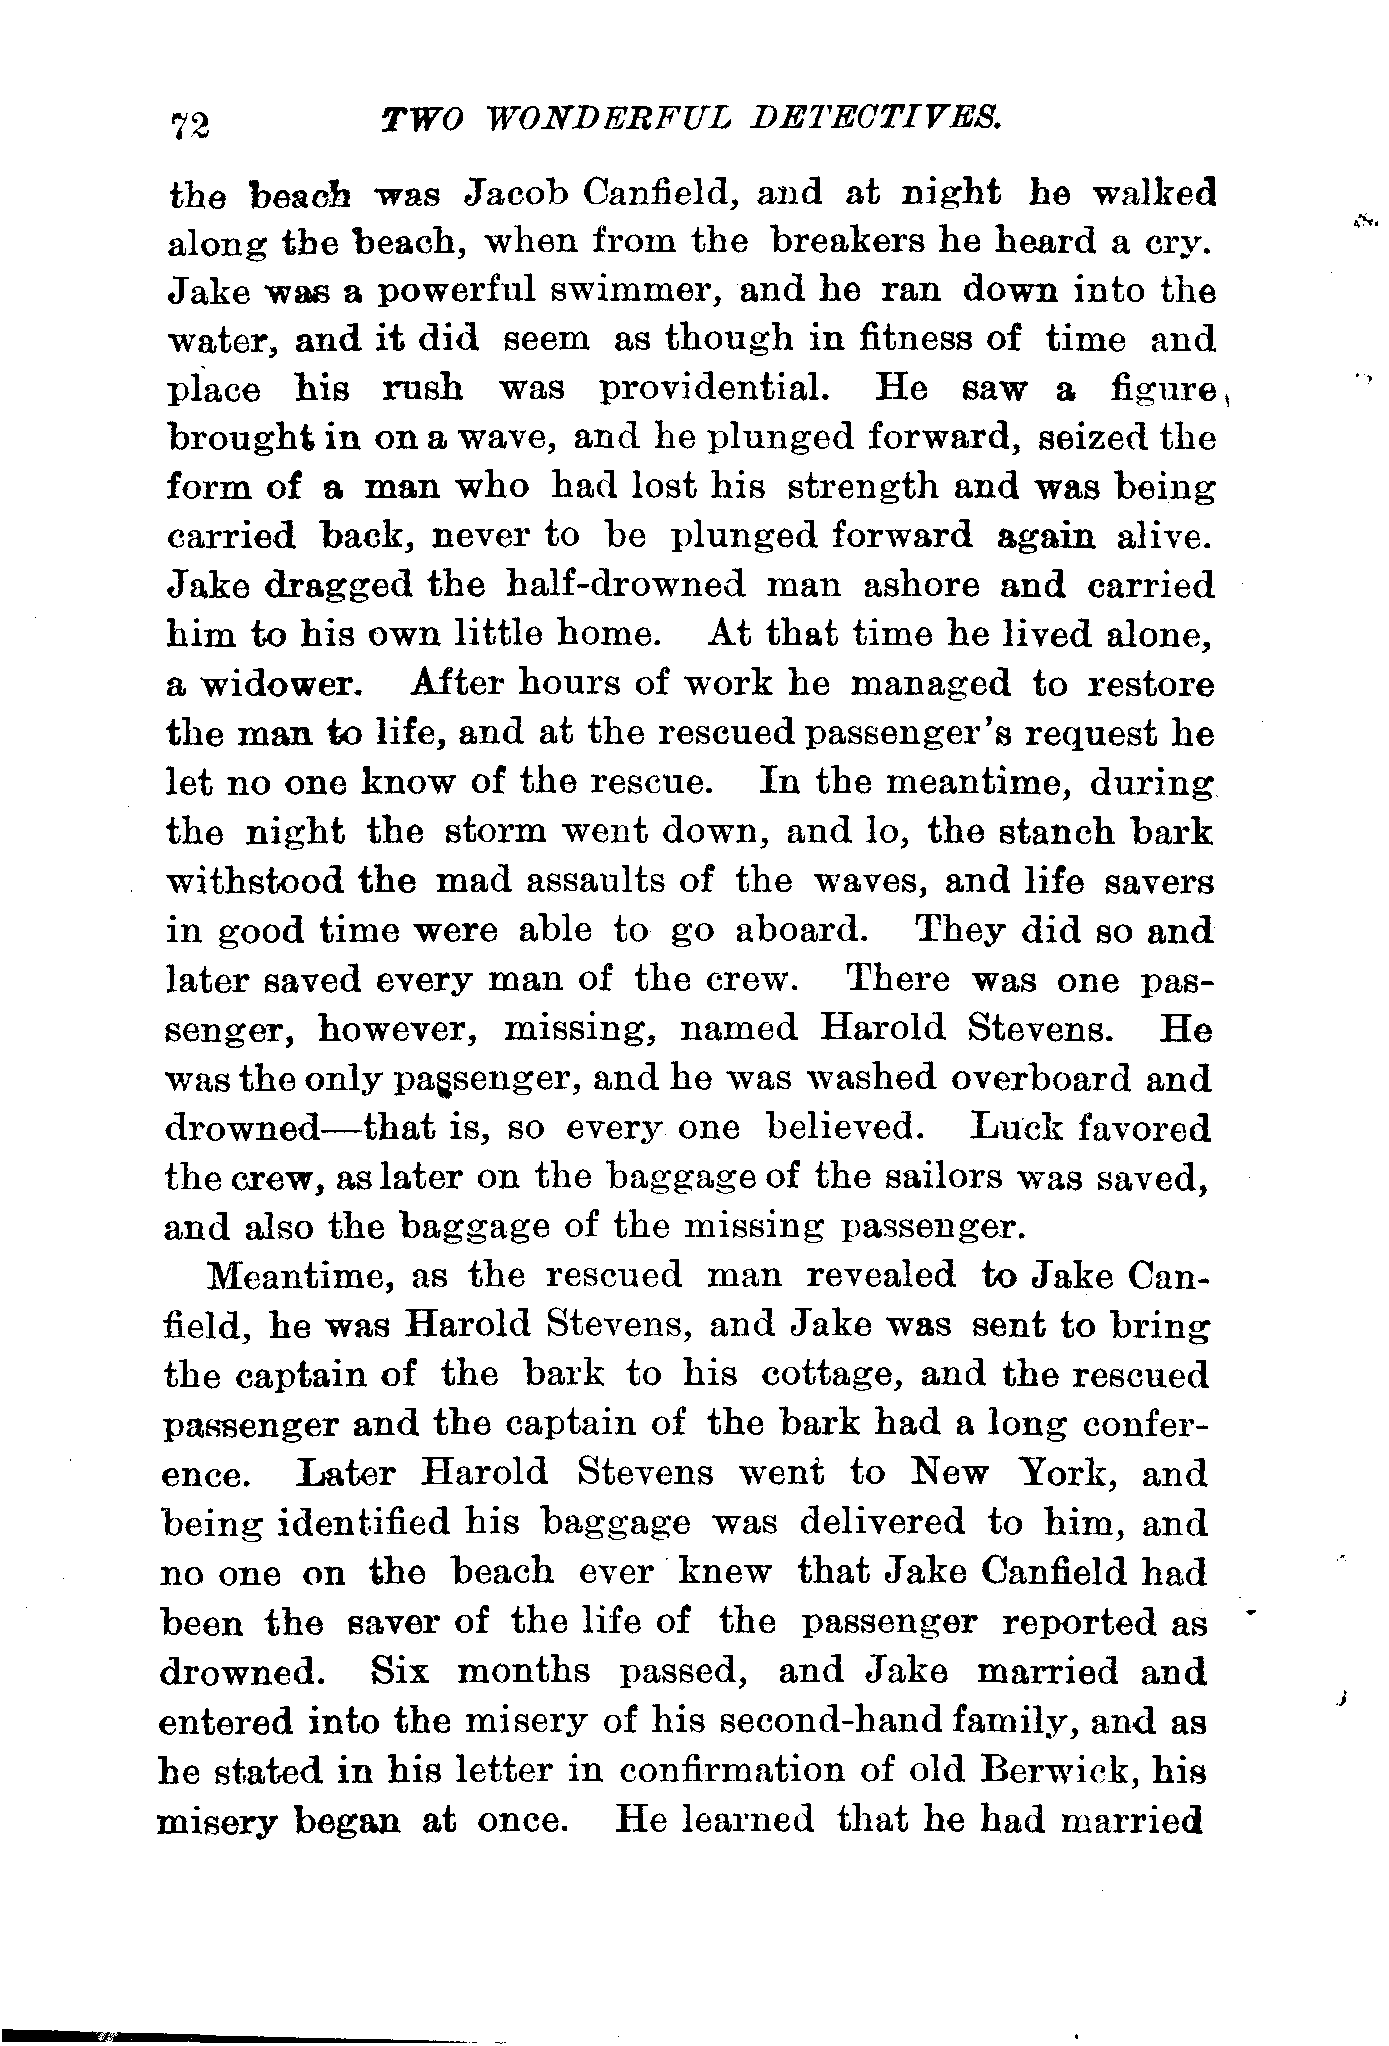 72 TWO WONDERFUL DETECTIVES.
the beach was Jacob Canfield, and at night he walked
along the beach, when from the breakers he heard a cry.
Jake was a powerful swimmer, and he ran down into the
water, and it did seem as though in fitness of time and
place his rush was providential. He saw a figure,
brought in on a wave, and he plunged forward, seized the
form of a man who had lost his strength and was being
carried back, never to be plunged forward again alive.
Jake dragged the half-drowned man ashore and carried
him to his own little home. At that time he lived alone,
a widower. After hours of work he managed to restore
the man to life, and at the rescued passenger's request he
let no one know of the rescue. In the meantime, during
the night the storm went down, and lo, the stanch bark
withstood the mad assaults of the waves, and life savers
in good time were able to go aboard. They did so and
later saved every man of the crew. There was one pas-
senger, however, missing, named Harold Stevens. He
was the only passenger, and he was washed overboard and
drowned—that is, so every one believed. Luck favored
the crew, as later on the baggage of the sailors was saved,
and also the baggage of the missing passenger.
Meantime, as the rescued man revealed to Jake Can-
field, he was Harold Stevens, and Jake was sent to bring
the captain of the bark to his cottage, and the rescued
passenger and the captain of the bark had a long confer-
ence. Later Harold Stevens went to New York, and
being identified his baggage was delivered to him, and
no one on the beach ever knew that Jake Canfield had
been the saver of the life of the passenger reported as
drowned. Six months passed, and Jake married and
entered into the misery of his second-hand family, and as
he stated in his letter in confirmation of old Berwick, his
misery began at once. He learned that he had married